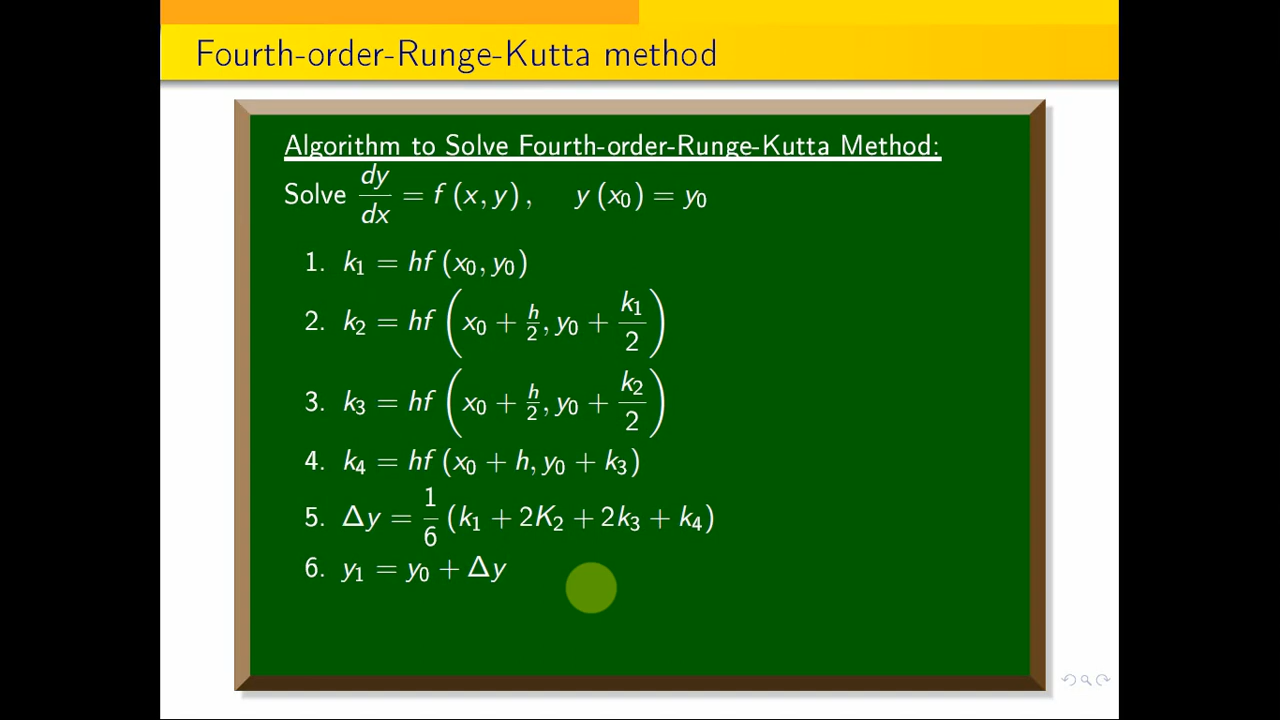 Fourth-order-Runge-Kutta method
Algorithm to Solve Fourth-order-Runge-Kutta Method:
Solve dy/dx = f (x, y), y (x₀) = y₀
1. k₁ = hf (x₀, y₀)
2. k₂ = hf (x₀ + h/2, y₀ + k₁/2)
3. k₃ = hf (x₀ + h/2, y₀ + k₂/2)
4. k₄ = hf (x₀ + h, y₀ + k₃)
5. Δy = 1/6 (k₁ + 2K₂ + 2k₃ + k₄)
6. y₁ = y₀ + Δy